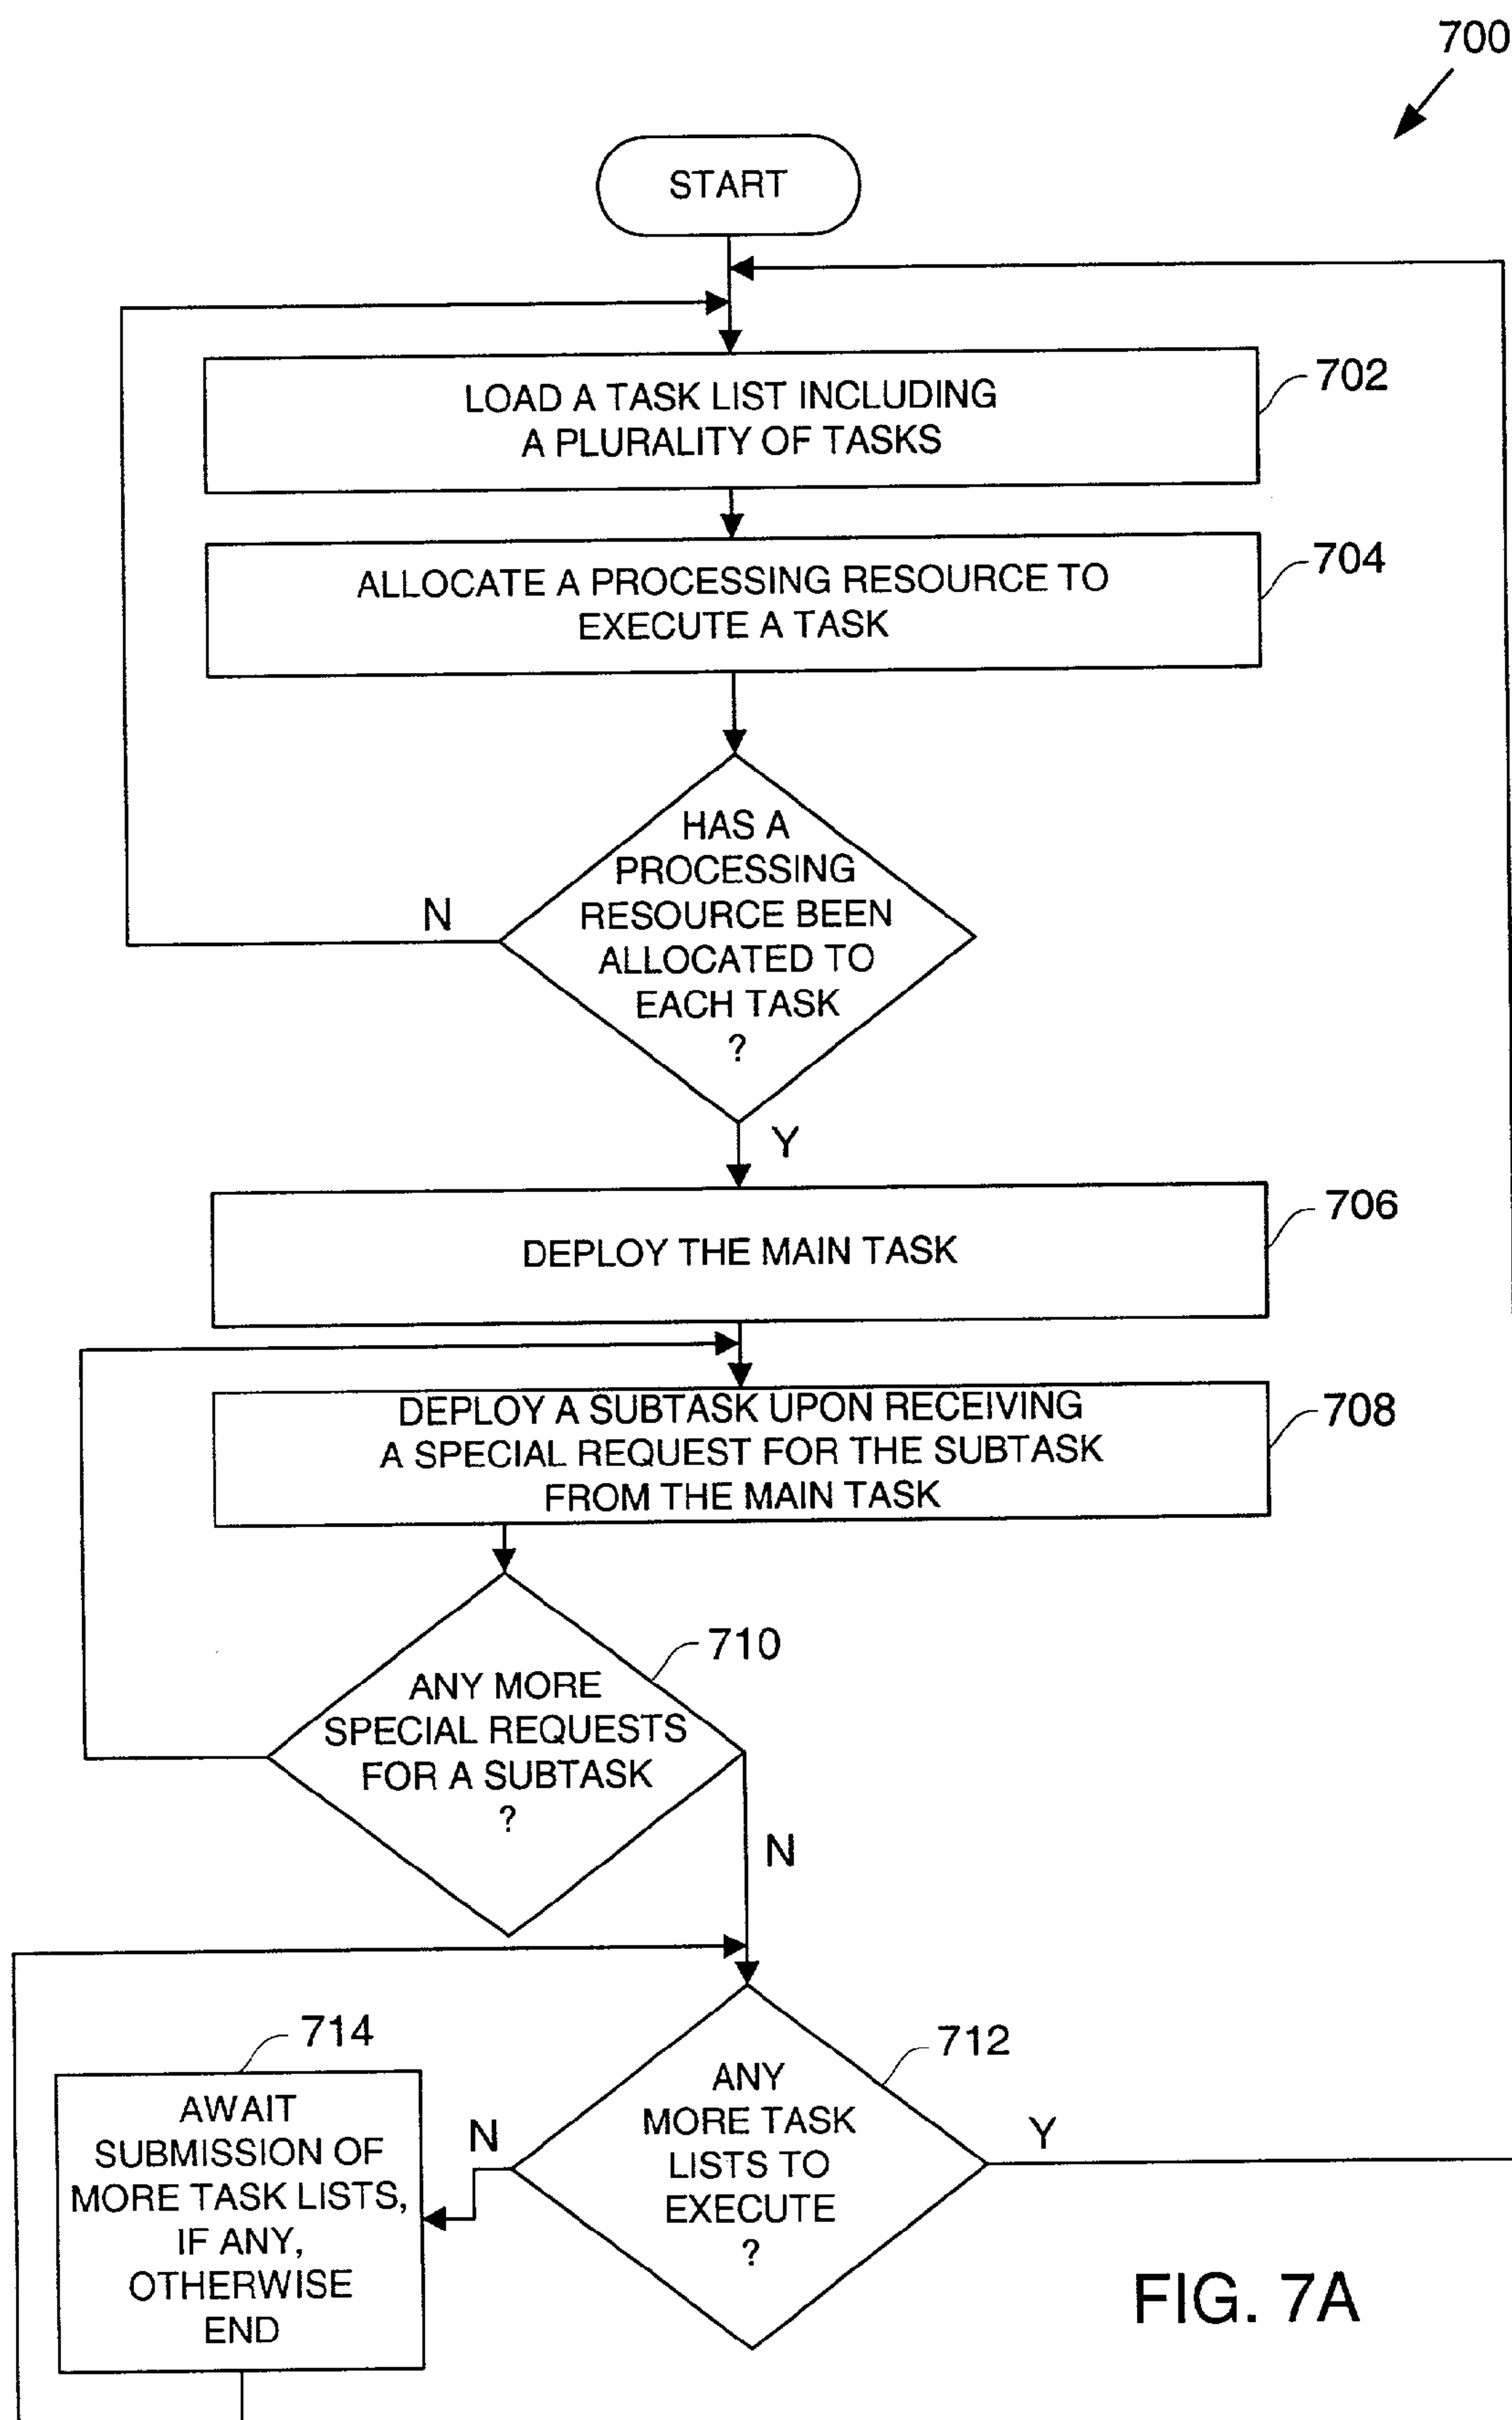 700
START
LOAD A TASK LIST INCLUDING
A PLURALITY OF TASKS
702
ALLOCATE A PROCESSING RESOURCE TO
EXECUTE A TASK
704
HAS A
PROCESSING
RESOURCE BEEN
ALLOCATED TO
EACH TASK
?
N
Y
DEPLOY THE MAIN TASK
706
DEPLOY A SUBTASK UPON RECEIVING
A SPECIAL REQUEST FOR THE SUBTASK
FROM THE MAIN TASK
708
710
ANY MORE
SPECIAL REQUESTS
FOR A SUBTASK
?
N
714
AWAIT
SUBMISSION OF
MORE TASK LISTS,
IF ANY,
OTHERWISE
END
N
712
ANY
MORE TASK
LISTS TO
EXECUTE
?
Y
FIG. 7A